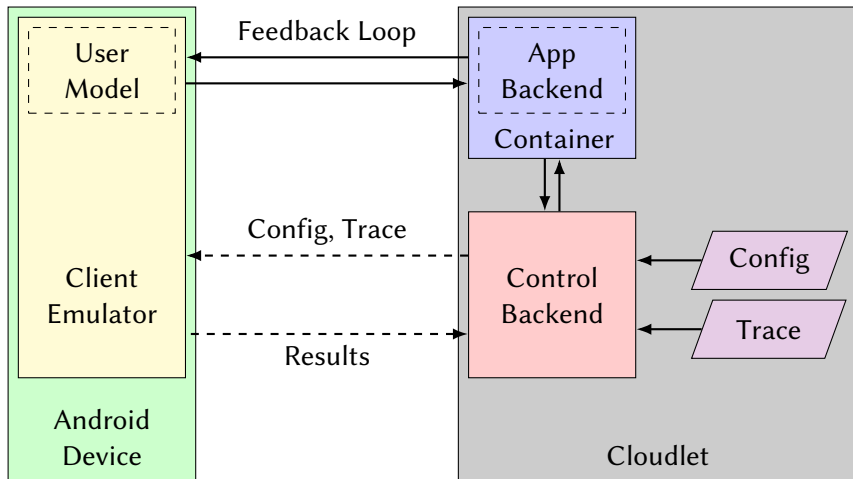 Feedback Loop
User
Model
App
Backend
Container
Config, Trace
Client
Emulator
Control
Backend
Config
Trace
Results
Android
Device
Cloudlet